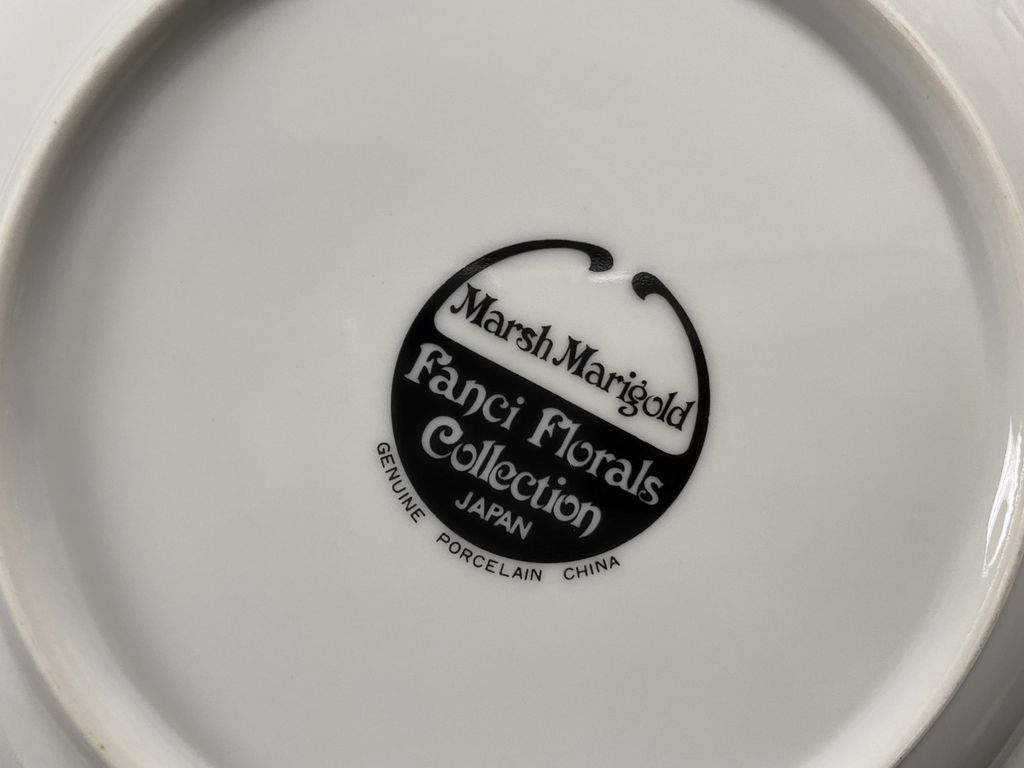 Marsh Marigold
Fanci Florals
Collection
JAPAN
GENUINE PORCELAIN CHINA